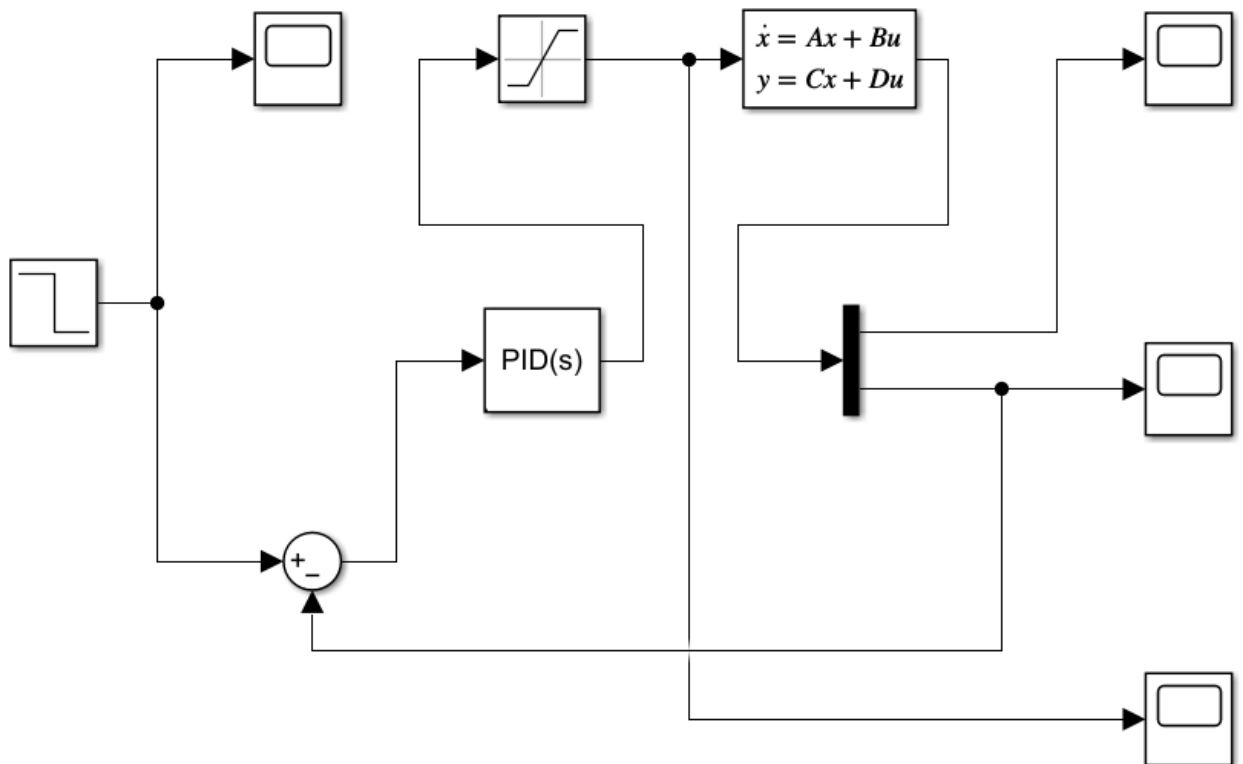 ẋ = Ax + Bu
y = Cx + Du
PID(s)
+
−